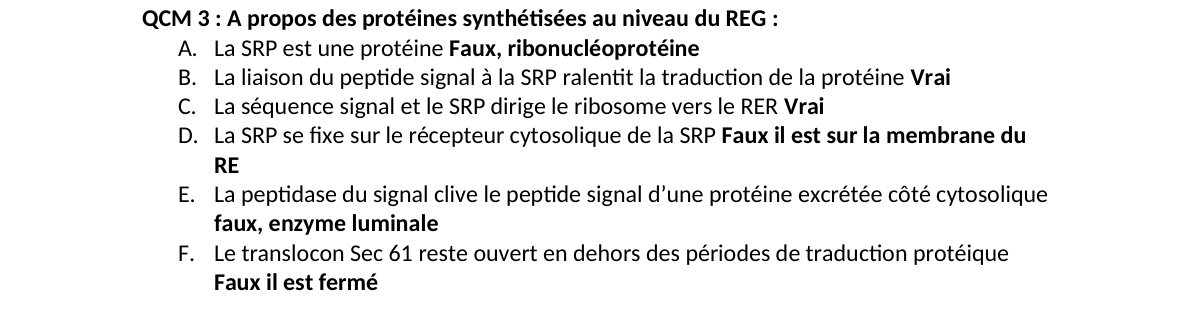 QCM 3 : A propos des protéines synthétisées au niveau du REG :
A. La SRP est une protéine Faux, ribonucléoprotéine
B. La liaison du peptide signal à la SRP ralentit la traduction de la protéine Vrai
C. La séquence signal et le SRP dirige le ribosome vers le RER Vrai
D. La SRP se fixe sur le récepteur cytosolique de la SRP Faux il est sur la membrane du
RE
E. La peptidase du signal clive le peptide signal d’une protéine excrétée côté cytosolique
faux, enzyme luminale
F. Le translocon Sec 61 reste ouvert en dehors des périodes de traduction protéique
Faux il est fermé